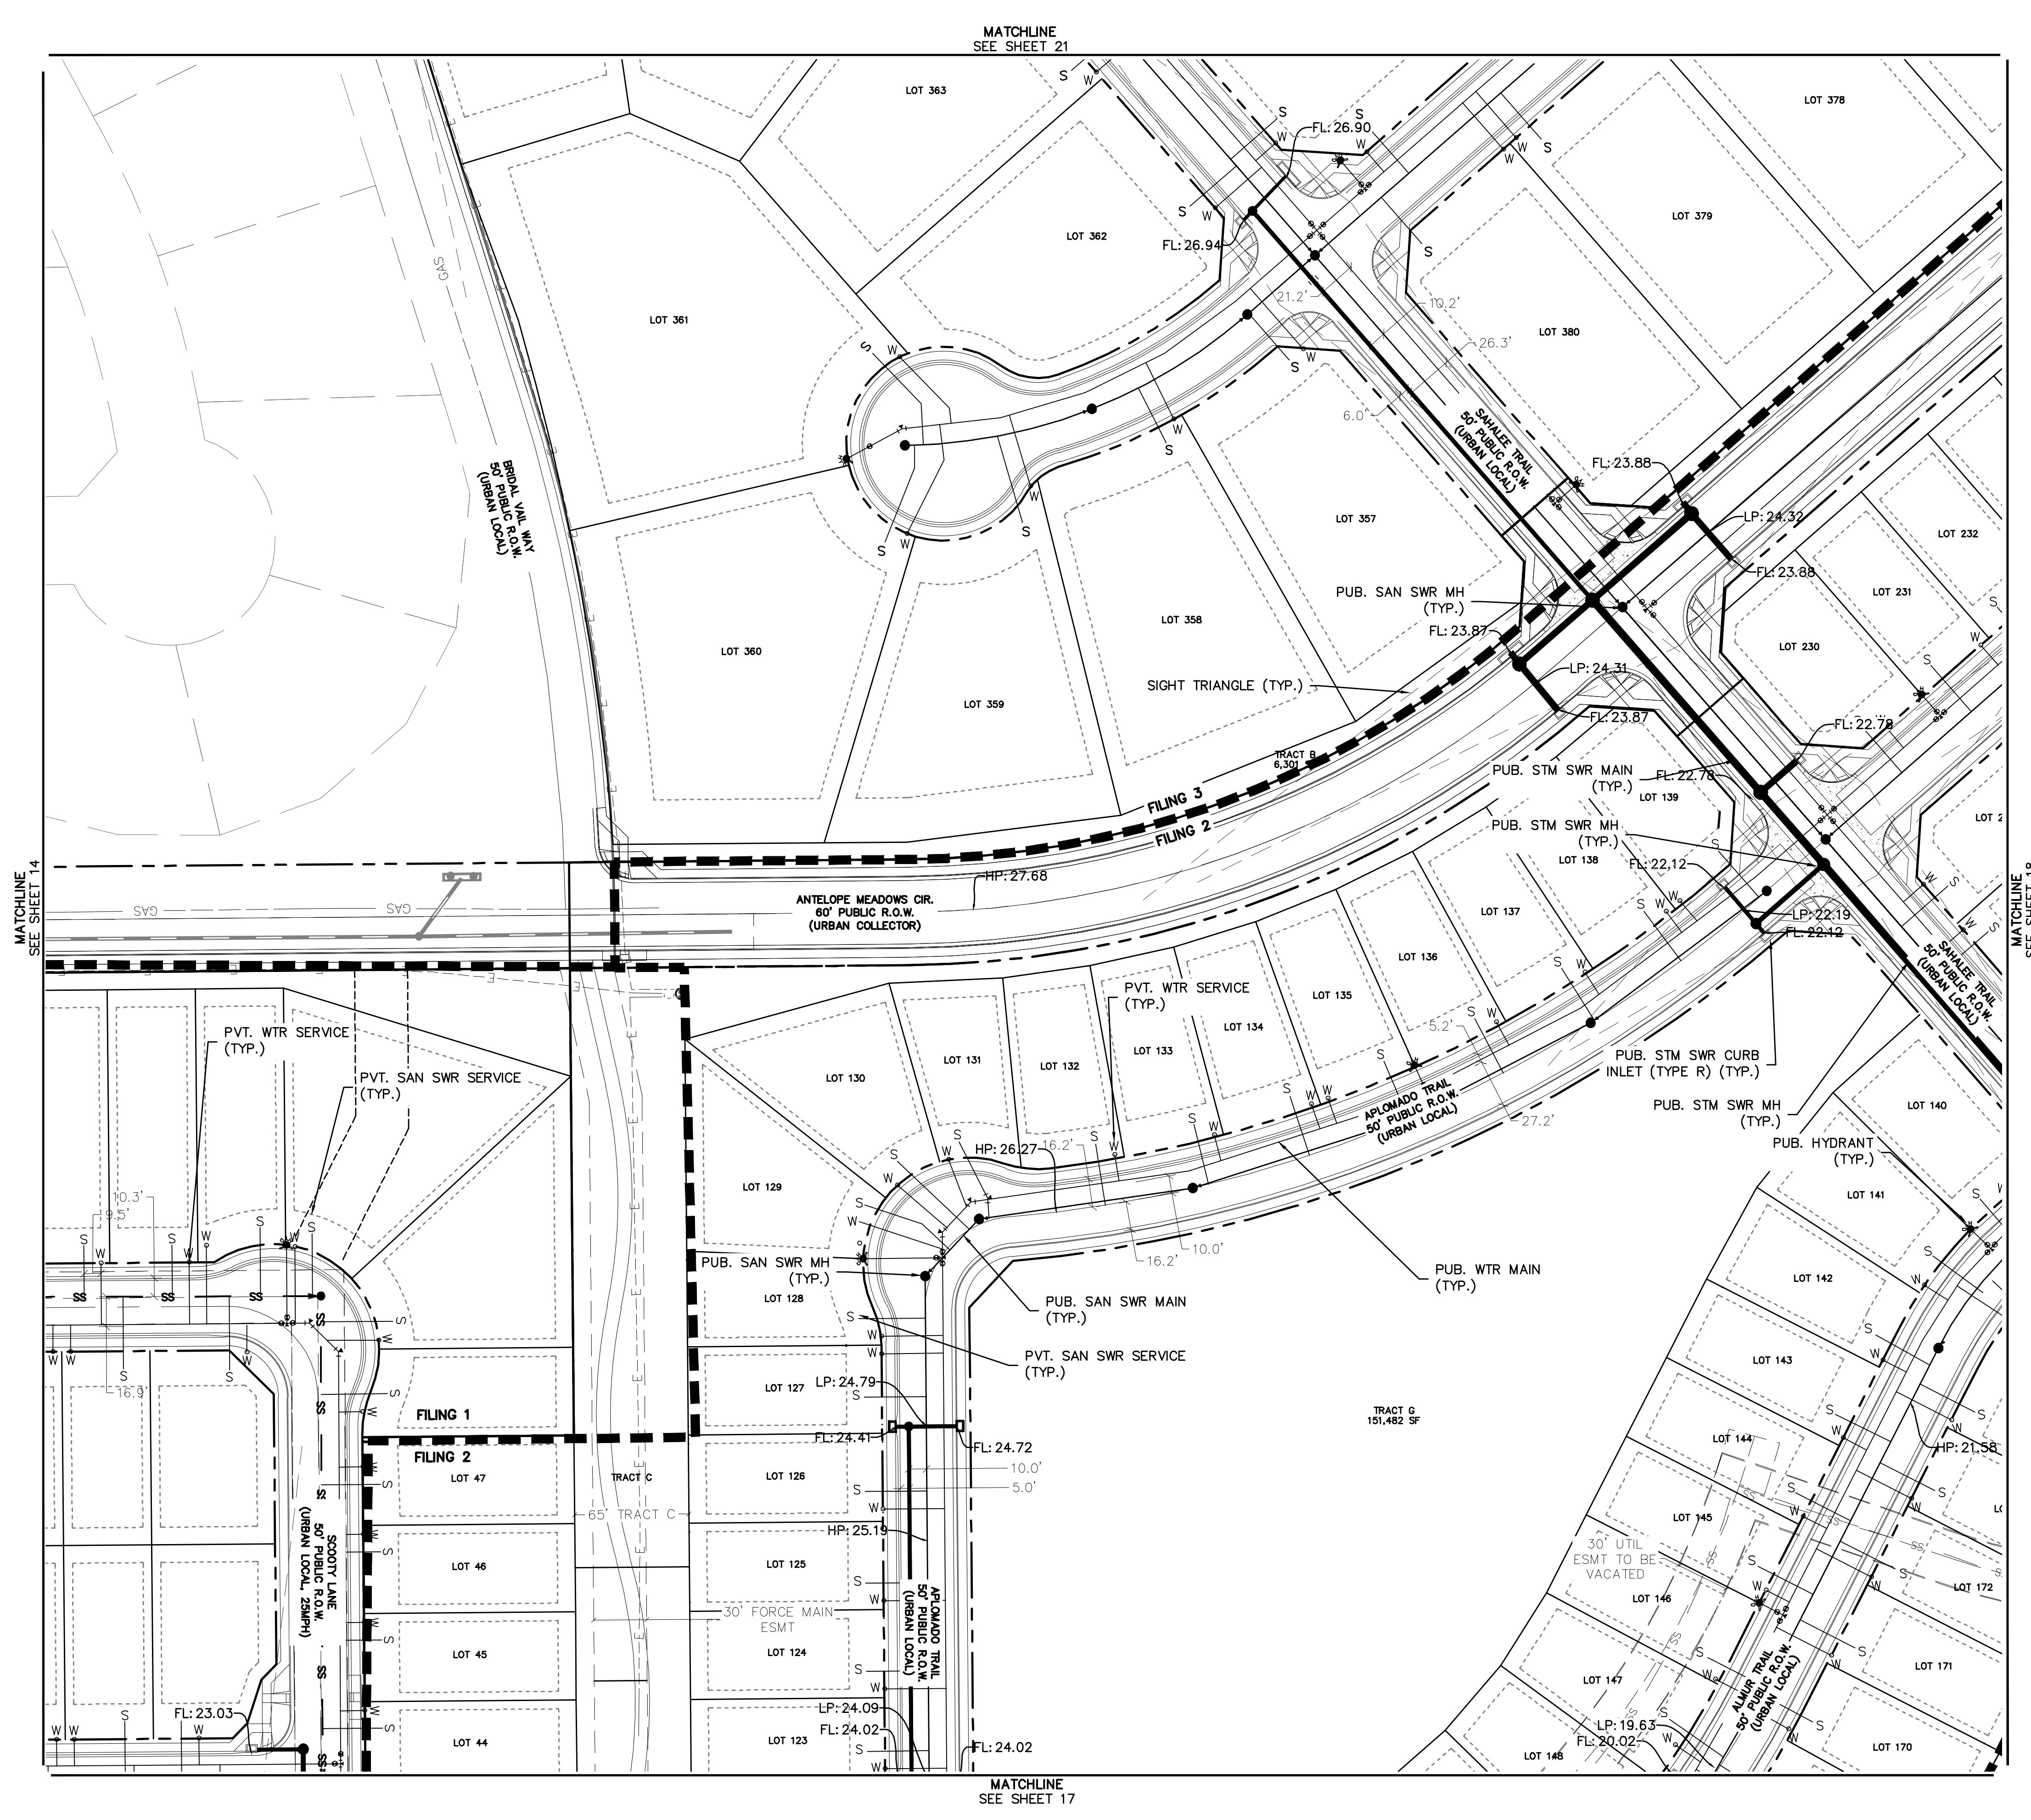 MATCHLINE
SEE SHEET 21
LOT 363
S
W
LOT 378
FL: 26.90
LOT 379
LOT 362
FL: 26.94
GAS
LOT 361
21.2'
10.2'
LOT 380
26.3'
6.0'
SAHALEE TRAIL
50' PUBLIC R.O.W.
(URBAN LOCAL)
BRIDAL VAIL WAY
50' PUBLIC R.O.W.
(URBAN LOCAL)
FL: 23.88
LOT 357
LP: 24.32
LOT 232
FL: 23.88
PUB. SAN SWR MH
(TYP.)
LOT 231
LOT 358
FL: 23.87
LOT 360
LOT 230
LP: 24.31
SIGHT TRIANGLE (TYP.)
LOT 359
FL: 23.87
FL: 22.78
TRACT B
6,301
PUB. STM SWR MAIN
(TYP.)
FL: 22.78
LOT 139
FILING 3
FILING 2
PUB. STM SWR MH
(TYP.)
LOT 138
FL: 22.12
MATCHLINE
SEE SHEET 14
HP: 27.68
ANTELOPE MEADOWS CIR.
60' PUBLIC R.O.W.
(URBAN COLLECTOR)
GAS
GAS
LOT 137
LP: 22.19
FL: 22.12
MATCHLINE
SAHALEE TRAIL
50' PUBLIC R.O.W.
(URBAN LOCAL)
LOT 136
PVT. WTR SERVICE
(TYP.)
LOT 135
5.2'
LOT 134
PVT. WTR SERVICE
(TYP.)
LOT 131
LOT 132
LOT 133
PUB. STM SWR CURB
INLET (TYPE R) (TYP.)
PVT. SAN SWR SERVICE
(TYP.)
LOT 130
APLOMADO TRAIL
50' PUBLIC R.O.W.
(URBAN LOCAL)
27.2'
PUB. STM SWR MH
(TYP.)
LOT 140
PUB. HYDRANT
(TYP.)
HP: 26.27
16.2'
10.3'
9.5'
LOT 129
LOT 141
10.0'
16.2'
PUB. SAN SWR MH
(TYP.)
PUB. WTR MAIN
(TYP.)
LOT 142
SS
SS
SS
LOT 128
PUB. SAN SWR MAIN
(TYP.)
PVT. SAN SWR SERVICE
(TYP.)
LOT 143
16.9'
LOT 127
LP: 24.79
FILING 1
FILING 2
TRACT G
151,482 SF
FL: 24.41
FL: 24.72
LOT 144
HP: 21.58
10.0'
5.0'
LOT 47
TRACT C
LOT 126
65' TRACT C
LOT 145
HP: 25.19
30' UTIL
ESMT TO BE
VACATED
SCOOTY LANE
50' PUBLIC R.O.W.
(URBAN LOCAL, 25MPH)
LOT 46
LOT 125
LOT 172
LOT 146
30' FORCE MAIN
ESMT
APLOMADO TRAIL
50' PUBLIC R.O.W.
(URBAN LOCAL)
LOT 45
LOT 124
LOT 147
LOT 171
ALMUR TRAIL
50' PUBLIC R.O.W.
(URBAN LOCAL)
FL: 23.03
LP: 24.09
FL: 24.02
LP: 19.63
FL: 20.02
LOT 44
LOT 123
FL: 24.02
LOT 148
LOT 170
MATCHLINE
SEE SHEET 17